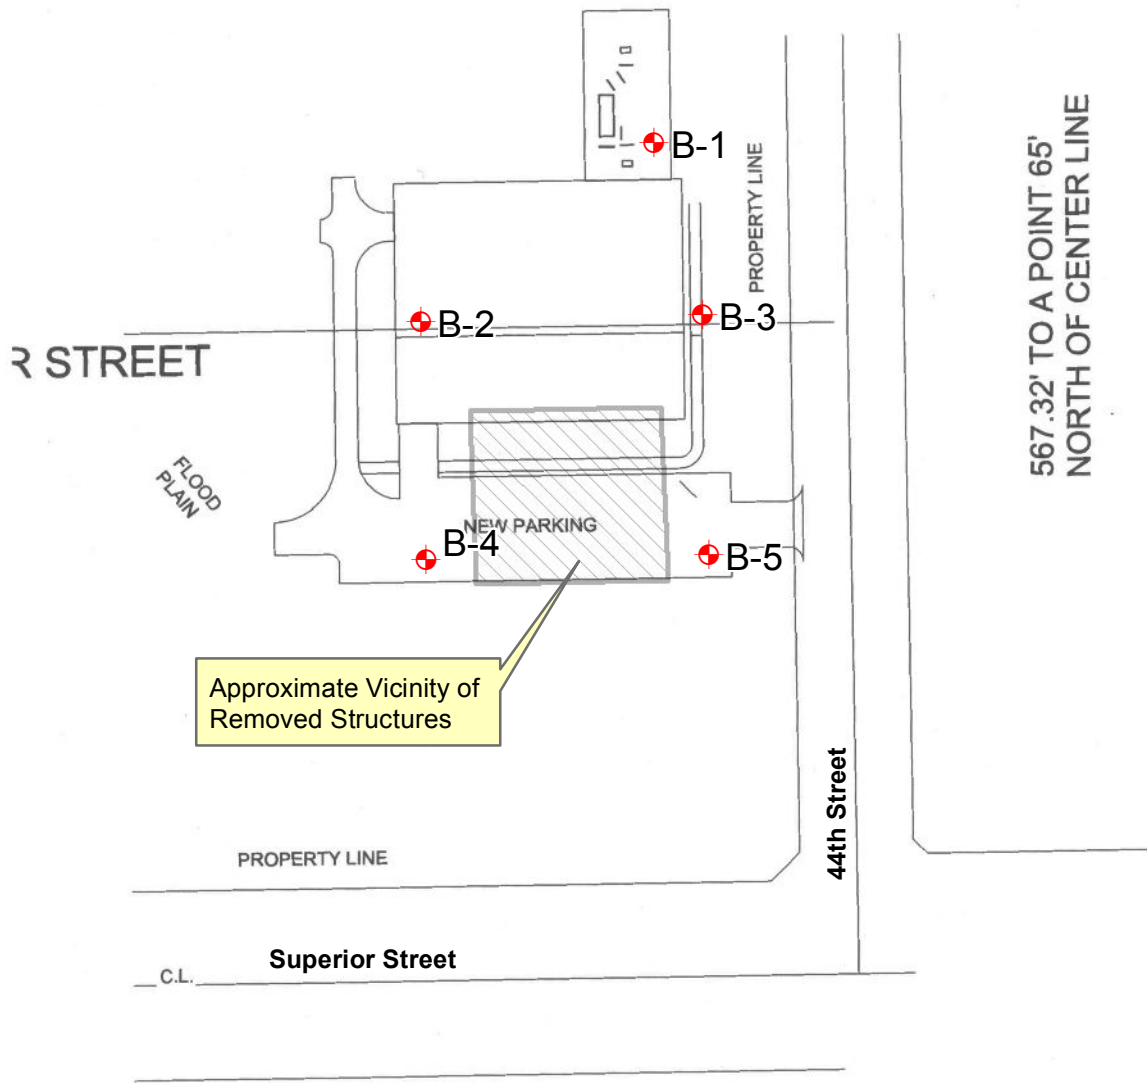 B-1
PROPERTY LINE
567.32' TO A POINT 65'
NORTH OF CENTER LINE
B-2
B-3
R STREET
FLOOD
PLAIN
NEW PARKING
B-4
B-5
Approximate Vicinity of
Removed Structures
44th Street
PROPERTY LINE
Superior Street
C.L.